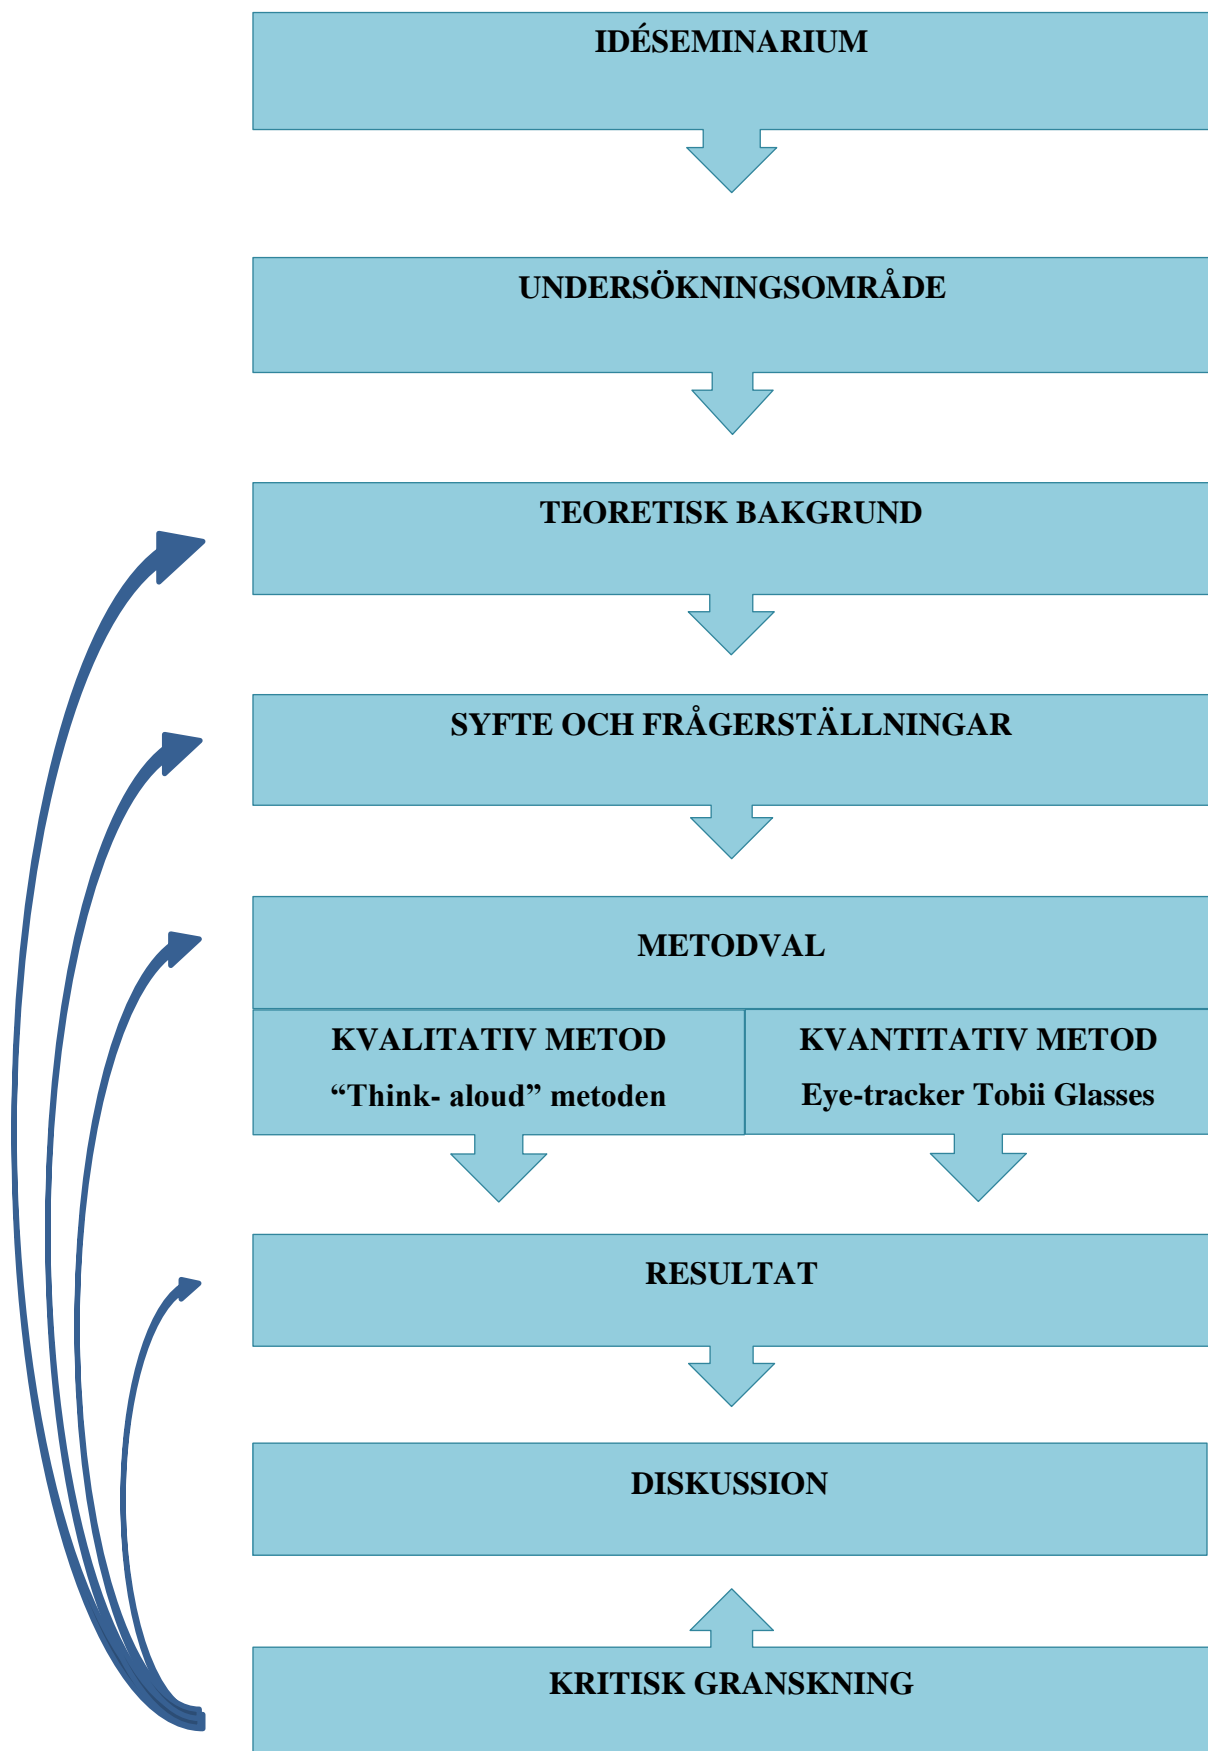 IDÉSEMINARIUM
UNDERSÖKNINGSOMRÅDE
TEORETISK BAKGRUND
SYFTE OCH FRÅGERSTÄLLNINGAR
METODVAL
KVALITATIV METOD
“Think- aloud” metoden
KVANTITATIV METOD
Eye-tracker Tobii Glasses
RESULTAT
DISKUSSION
KRITISK GRANSKNING